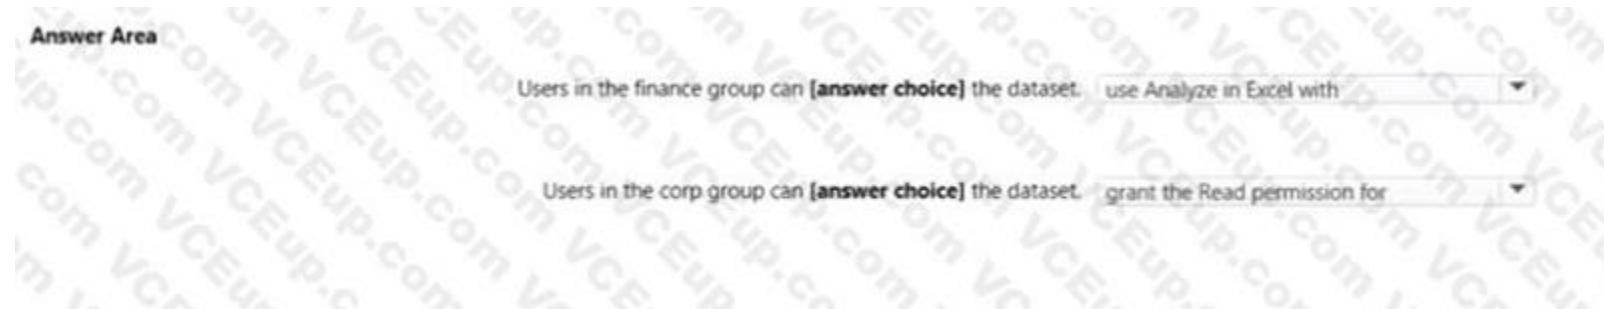 Answer Area
Users in the finance group can [answer choice] the dataset. use Analyze in Excel with
Users in the corp group can [answer choice] the dataset. grant the Read permission for